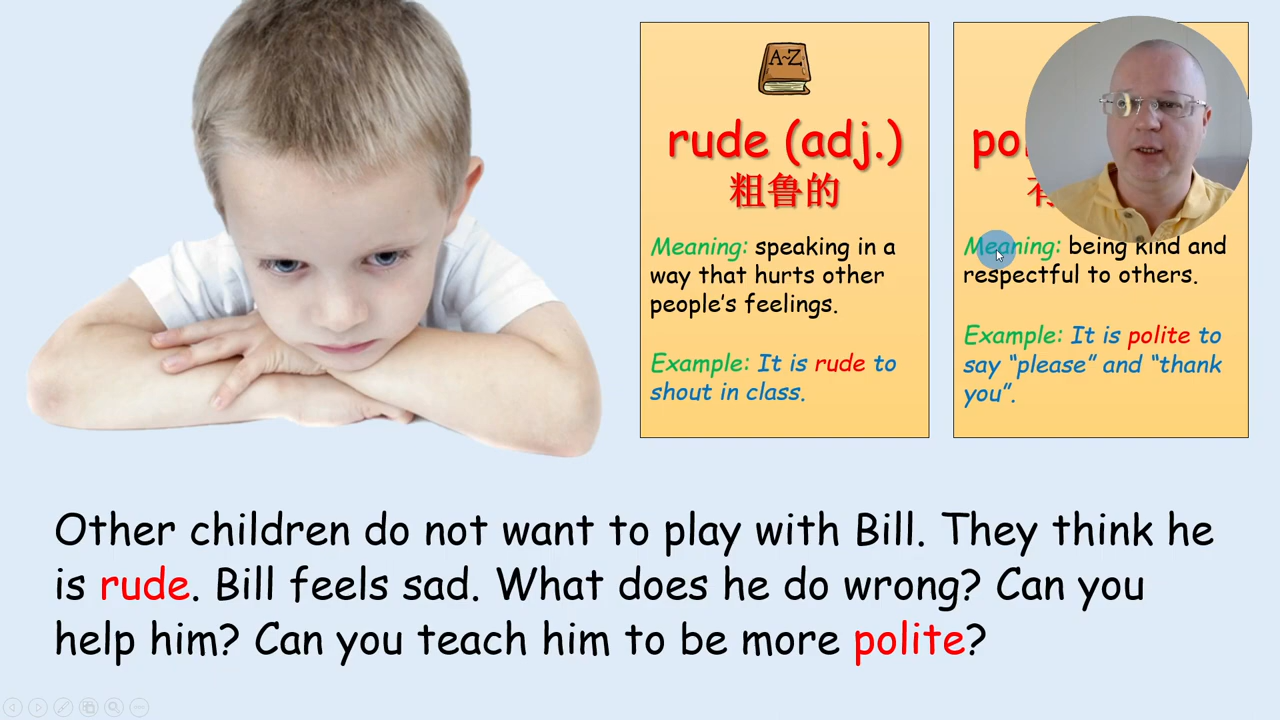 A~Z
rude (adj.)
粗鲁的
Meaning: speaking in a
way that hurts other
people's feelings.
Example: It is rude to
shout in class.
Meaning: being kind and
respectful to others.
Example: It is polite to
say “please” and “thank
you”.
Other children do not want to play with Bill. They think he
is rude. Bill feels sad. What does he do wrong? Can you
help him? Can you teach him to be more polite?